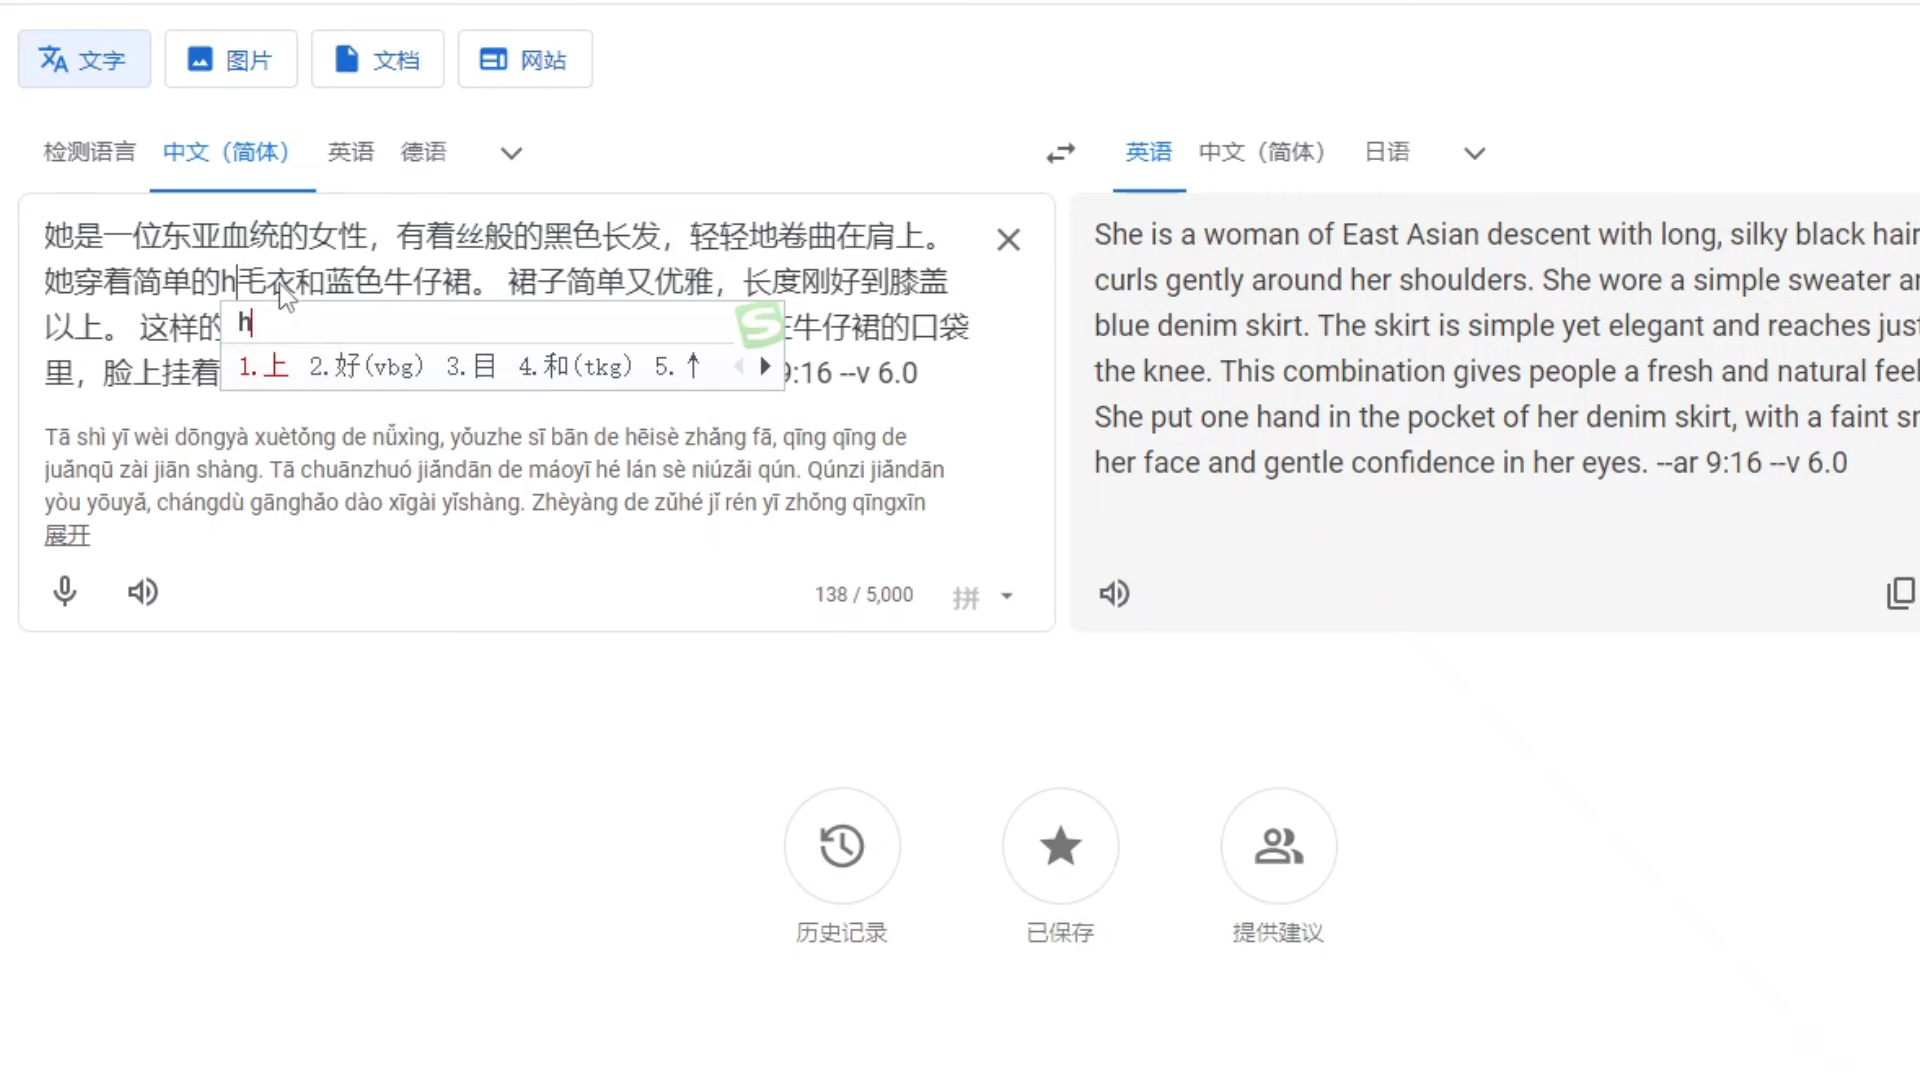 文字 图片 文档 网站
检测语言 中文（简体） 英语 德语 英语 中文（简体） 日语
她是一位东亚血统的女性，有着丝般的黑色长发，轻轻地卷曲在肩上。
她穿着简单的h毛衣和蓝色牛仔裙。 裙子简单又优雅，长度刚好到膝盖
以上。 这样的 牛仔裙的口袋
里，脸上挂着 9:16 --v 6.0
h
1.上 2.好(vbg) 3.目 4.和(tkg) 5.↑
Tā shì yī wèi dōngyà xuètǒng de nǚxìng, yǒuzhe sī bān de hēisè zhǎng fā, qīng qīng de
juǎnqū zài jiān shàng. Tā chuānzhuó jiǎndān de máoyī hé lán sè niúzǎi qún. Qúnzi jiǎndān
yòu yōuyǎ, chángdù gānghǎo dào xīgài yǐshàng. Zhèyàng de zǔhé jǐ rén yī zhǒng qīngxīn
展开
138 / 5,000 拼
She is a woman of East Asian descent with long, silky black hair
curls gently around her shoulders. She wore a simple sweater
blue denim skirt. The skirt is simple yet elegant and reaches just
the knee. This combination gives people a fresh and natural feel
She put one hand in the pocket of her denim skirt, with a faint
her face and gentle confidence in her eyes. --ar 9:16 --v 6.0
历史记录 已保存 提供建议